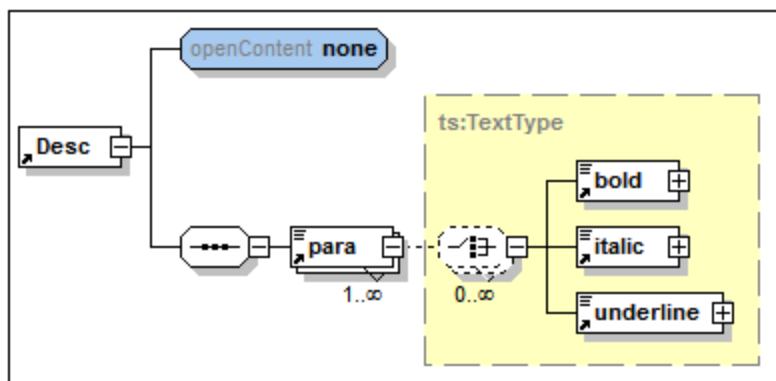 openContent none
ts:TextType
Desc
bold
para
italic
1..∞
0..∞
underline